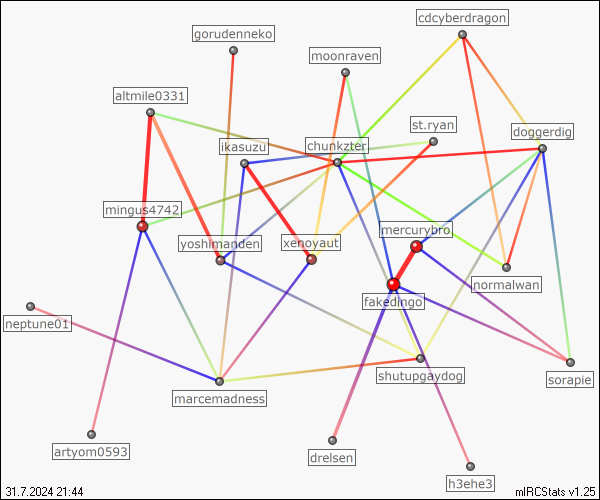 cdcyberdragon
gorudenneko
moonraven
altmile0331
st.ryan
doggerdig
ikasuzu
chunkzter
mingus4742
mercurybro
yoshimanden
xenoyaut
normalwan
fakedingo
neptune01
shutupgaydog
sorapie
marcemadness
artyom0593
drelsen
h3ehe3
31.7.2024 21:44
mIRCStats v1.25